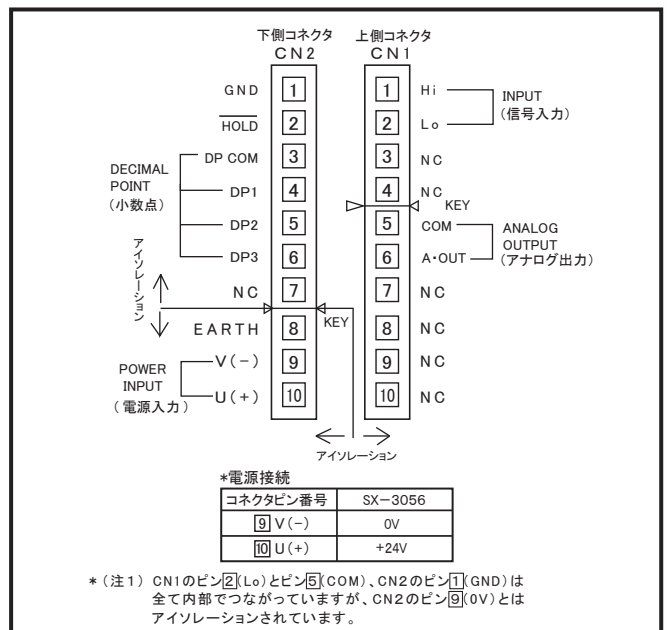 下側コネクタ 上側コネクタ
CN2 CN1
GND 1 1 Hi INPUT
HOLD 2 2 Lo (信号入力)
DP COM 3 3 NC
DECIMAL
POINT
(小数点)
DP1 4 4 NC
KEY
DP2 5 5 COM ANALOG
OUTPUT
DP3 6 6 A・OUT (アナログ出力)
アイソレーション
NC 7 7 NC
KEY
EARTH 8 8 NC
POWER
INPUT
(電源入力)
V(-) 9 9 NC
U(+) 10 10 NC
アイソレーション
*電源接続
コネクタピン番号 SX-3056
9 V(-) 0V
10 U(+) +24V
*(注1) CN1のピン2(Lo)とピン5(COM)、CN2のピン1(GND)は
全て内部でつながっていますが、CN2のピン9(0V)とは
アイソレーションされています。